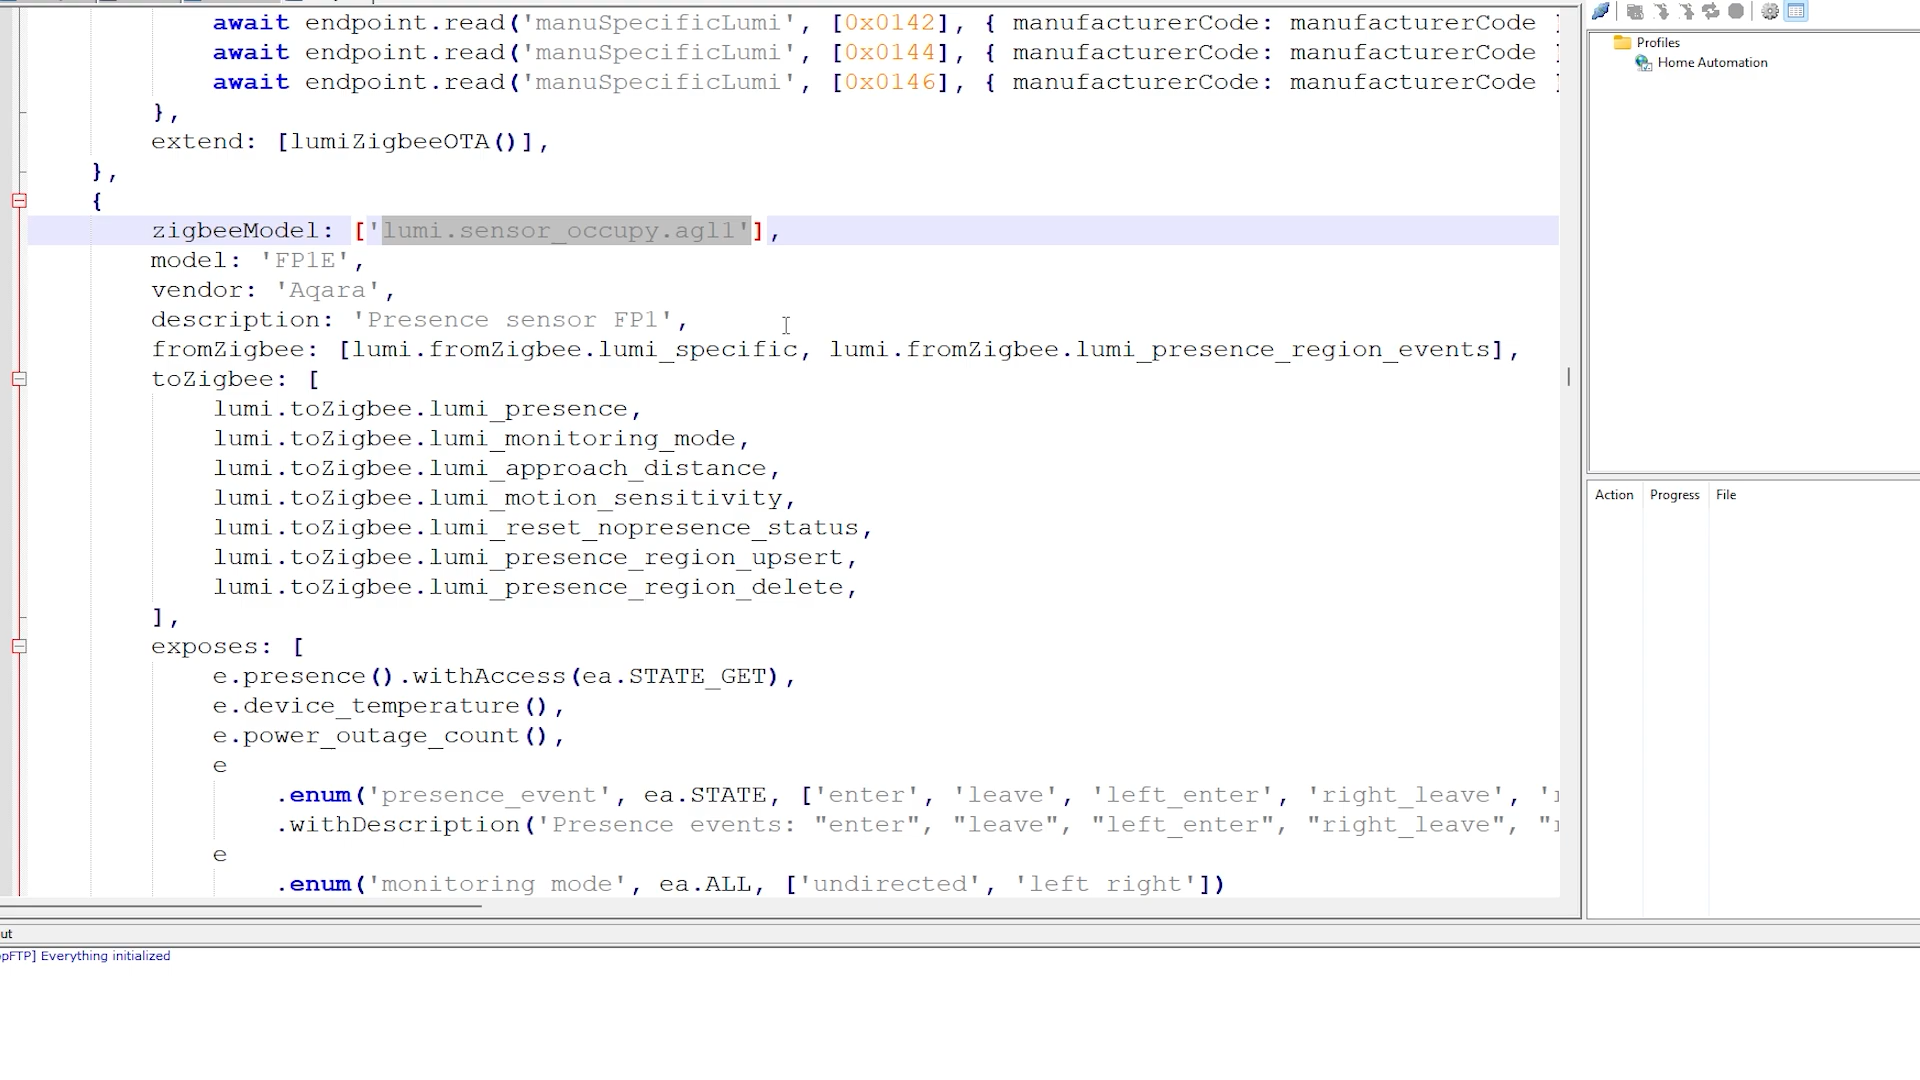 await endpoint.read('manuSpecificLumi', [0x0142], { manufacturerCode: manufacturerCode
await endpoint.read('manuSpecificLumi', [0x0144], { manufacturerCode: manufacturerCode
await endpoint.read('manuSpecificLumi', [0x0146], { manufacturerCode: manufacturerCode
},
extend: [lumiZigbeeOTA()],
},
{
zigbeeModel: ['lumi.sensor_occupy.agl1'],
model: 'FP1E',
vendor: 'Aqara',
description: 'Presence sensor FP1',
fromZigbee: [lumi.fromZigbee.lumi_specific, lumi.fromZigbee.lumi_presence_region_events],
toZigbee: [
lumi.toZigbee.lumi_presence,
lumi.toZigbee.lumi_monitoring_mode,
lumi.toZigbee.lumi_approach_distance,
lumi.toZigbee.lumi_motion_sensitivity,
lumi.toZigbee.lumi_reset_nopresence_status,
lumi.toZigbee.lumi_presence_region_upsert,
lumi.toZigbee.lumi_presence_region_delete,
],
exposes: [
e.presence().withAccess(ea.STATE_GET),
e.device_temperature(),
e.power_outage_count(),
e
.enum('presence_event', ea.STATE, ['enter', 'leave', 'left_enter', 'right_leave', '
.withDescription('Presence events: "enter", "leave", "left_enter", "right_leave", "
e
.enum('monitoring_mode', ea.ALL, ['undirected', 'left_right'])
Profiles
Home Automation
Action Progress File
ut
pFTP] Everything initialized